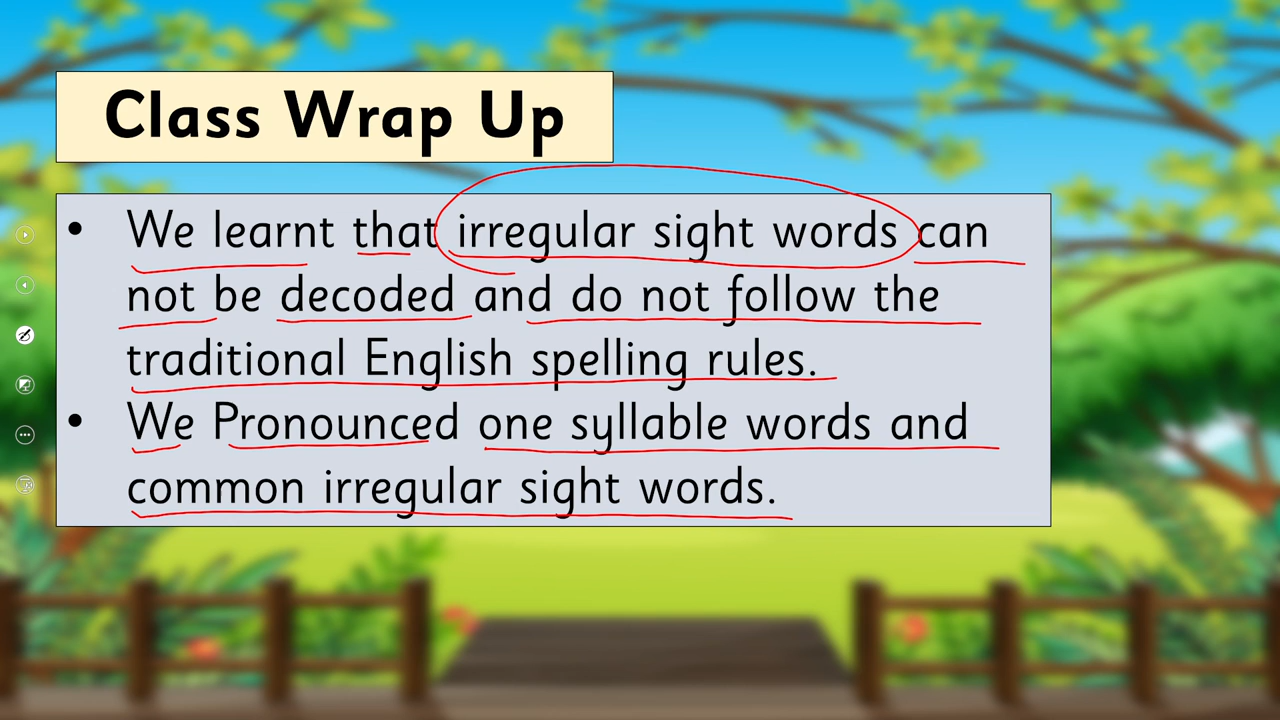 Class Wrap Up
• We learnt that irregular sight words can
not be decoded and do not follow the
traditional English spelling rules.
• We Pronounced one syllable words and
common irregular sight words.